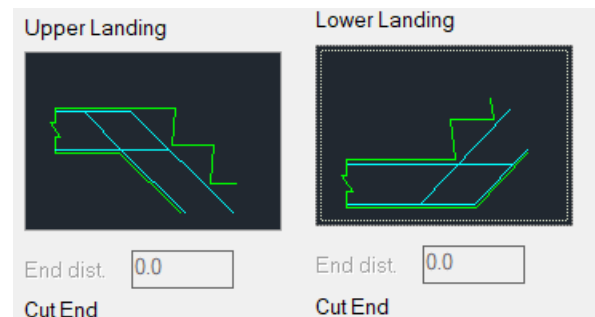 Upper Landing
Lower Landing
End dist. 0.0
End dist. 0.0
Cut End
Cut End